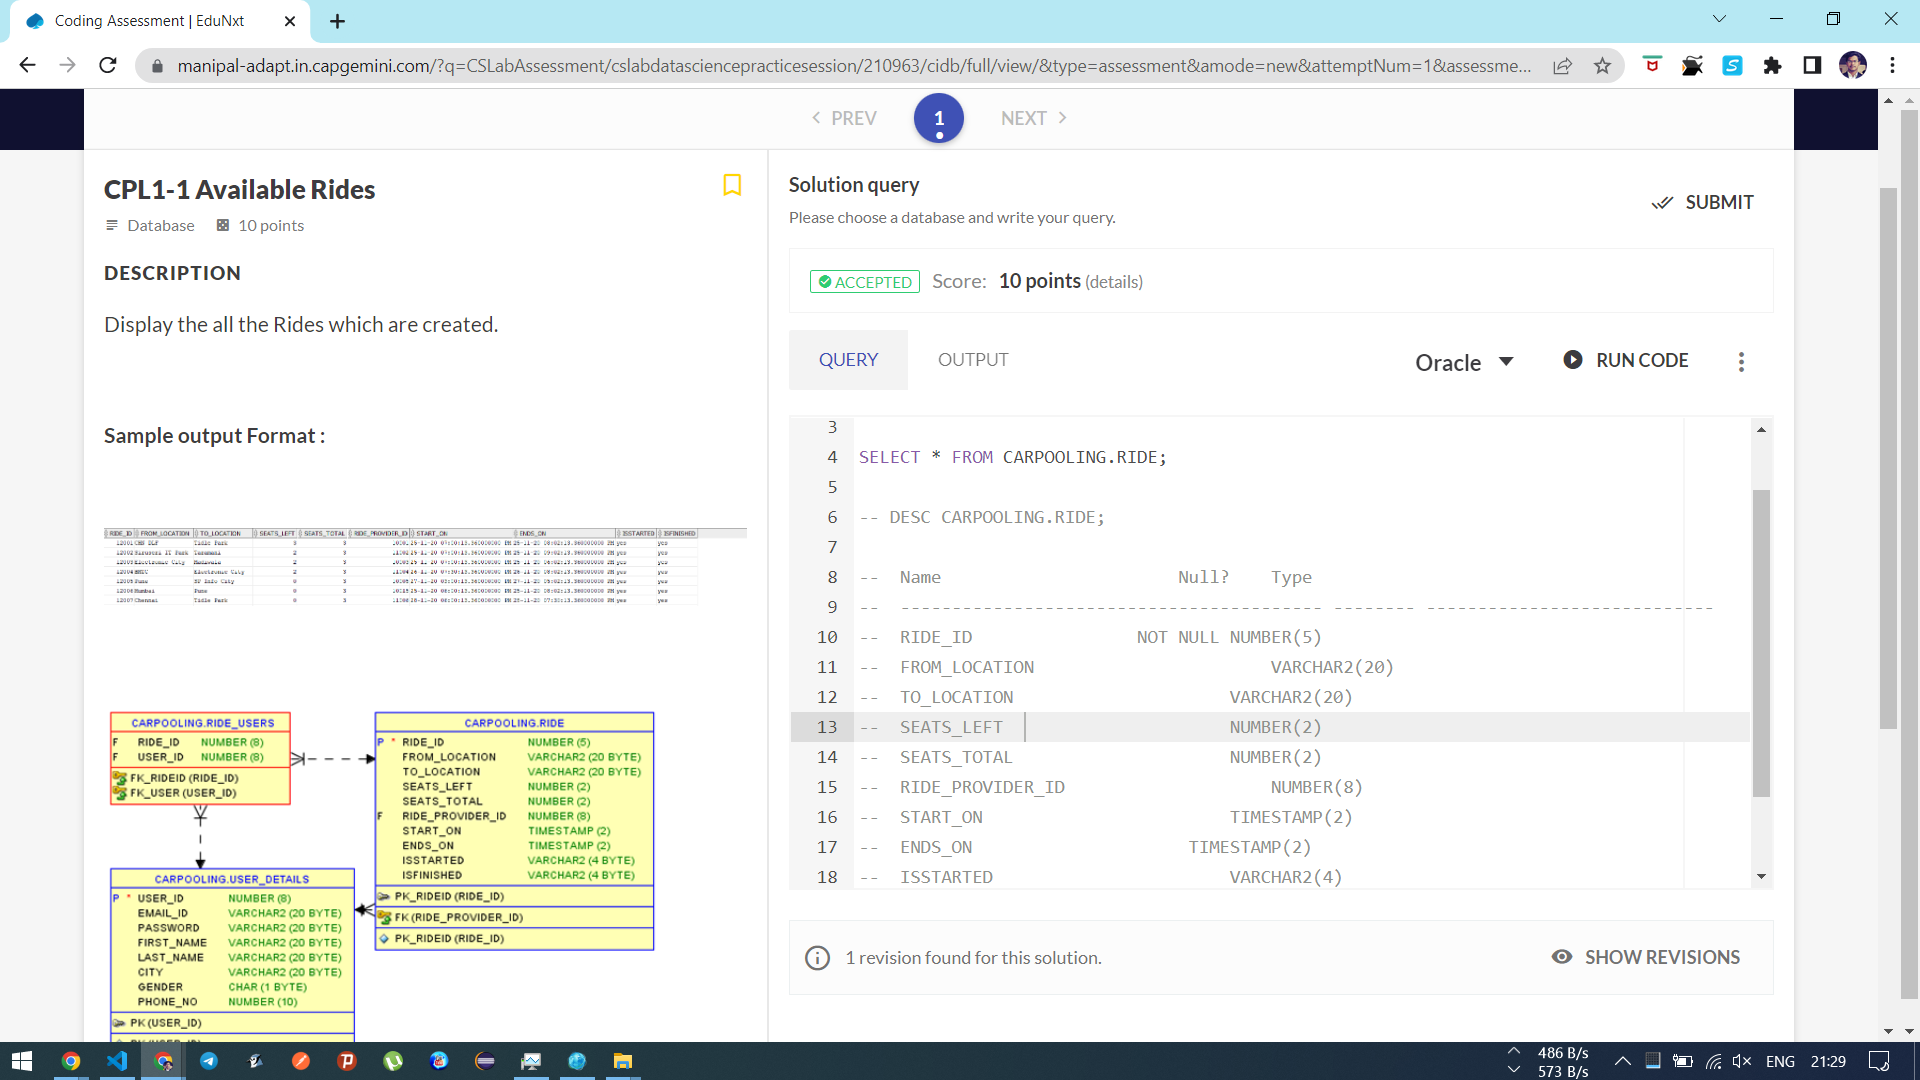 Coding Assessment | EduNxt
manipal-adapt.in.capgemini.com/?q=CSLabAssessment/cslabdatasciencepracticesession/210963/cidb/full/view/&type=assessment&amode=new&attemptNum=1&assessme...
PREV
1
NEXT
CPL1-1 Available Rides
Database 10 points
DESCRIPTION
Display the all the Rides which are created.
Sample output Format :
RIDE_ID FROM_LOCATION TO_LOCATION SEATS_LEFT SEATS_TOTAL RIDE_PROVIDER_ID START_ON ENDS_ON ISSTARTED ISFINISHED
CARPOOLING.RIDE_USERS
F RIDE_ID NUMBER (8)
F USER_ID NUMBER (8)
FK_RIDEID (RIDE_ID)
FK_USER (USER_ID)
CARPOOLING.RIDE
P * RIDE_ID NUMBER (5)
FROM_LOCATION VARCHAR2 (20 BYTE)
TO_LOCATION VARCHAR2 (20 BYTE)
SEATS_LEFT NUMBER (2)
SEATS_TOTAL NUMBER (2)
F RIDE_PROVIDER_ID NUMBER (8)
START_ON TIMESTAMP (2)
ENDS_ON TIMESTAMP (2)
ISSTARTED VARCHAR2 (4 BYTE)
ISFINISHED VARCHAR2 (4 BYTE)
PK_RIDEID (RIDE_ID)
FK (RIDE_PROVIDER_ID)
PK_RIDEID (RIDE_ID)
CARPOOLING.USER_DETAILS
P * USER_ID NUMBER (8)
EMAIL_ID VARCHAR2 (20 BYTE)
PASSWORD VARCHAR2 (20 BYTE)
FIRST_NAME VARCHAR2 (20 BYTE)
LAST_NAME VARCHAR2 (20 BYTE)
CITY VARCHAR2 (20 BYTE)
GENDER CHAR (1 BYTE)
PHONE_NO NUMBER (10)
PK (USER_ID)
Solution query
Please choose a database and write your query.
SUBMIT
ACCEPTED Score: 10 points (details)
QUERY OUTPUT Oracle RUN CODE
3
4 SELECT * FROM CARPOOLING.RIDE;
5
6 -- DESC CARPOOLING.RIDE;
7
8 -- Name Null? Type
9 -- ----------------------------------------- -------- ----------------------------
10 -- RIDE_ID NOT NULL NUMBER(5)
11 -- FROM_LOCATION VARCHAR2(20)
12 -- TO_LOCATION VARCHAR2(20)
13 -- SEATS_LEFT NUMBER(2)
14 -- SEATS_TOTAL NUMBER(2)
15 -- RIDE_PROVIDER_ID NUMBER(8)
16 -- START_ON TIMESTAMP(2)
17 -- ENDS_ON TIMESTAMP(2)
18 -- ISSTARTED VARCHAR2(4)
1 revision found for this solution.
SHOW REVISIONS
486 B/s
573 B/s
ENG 21:29